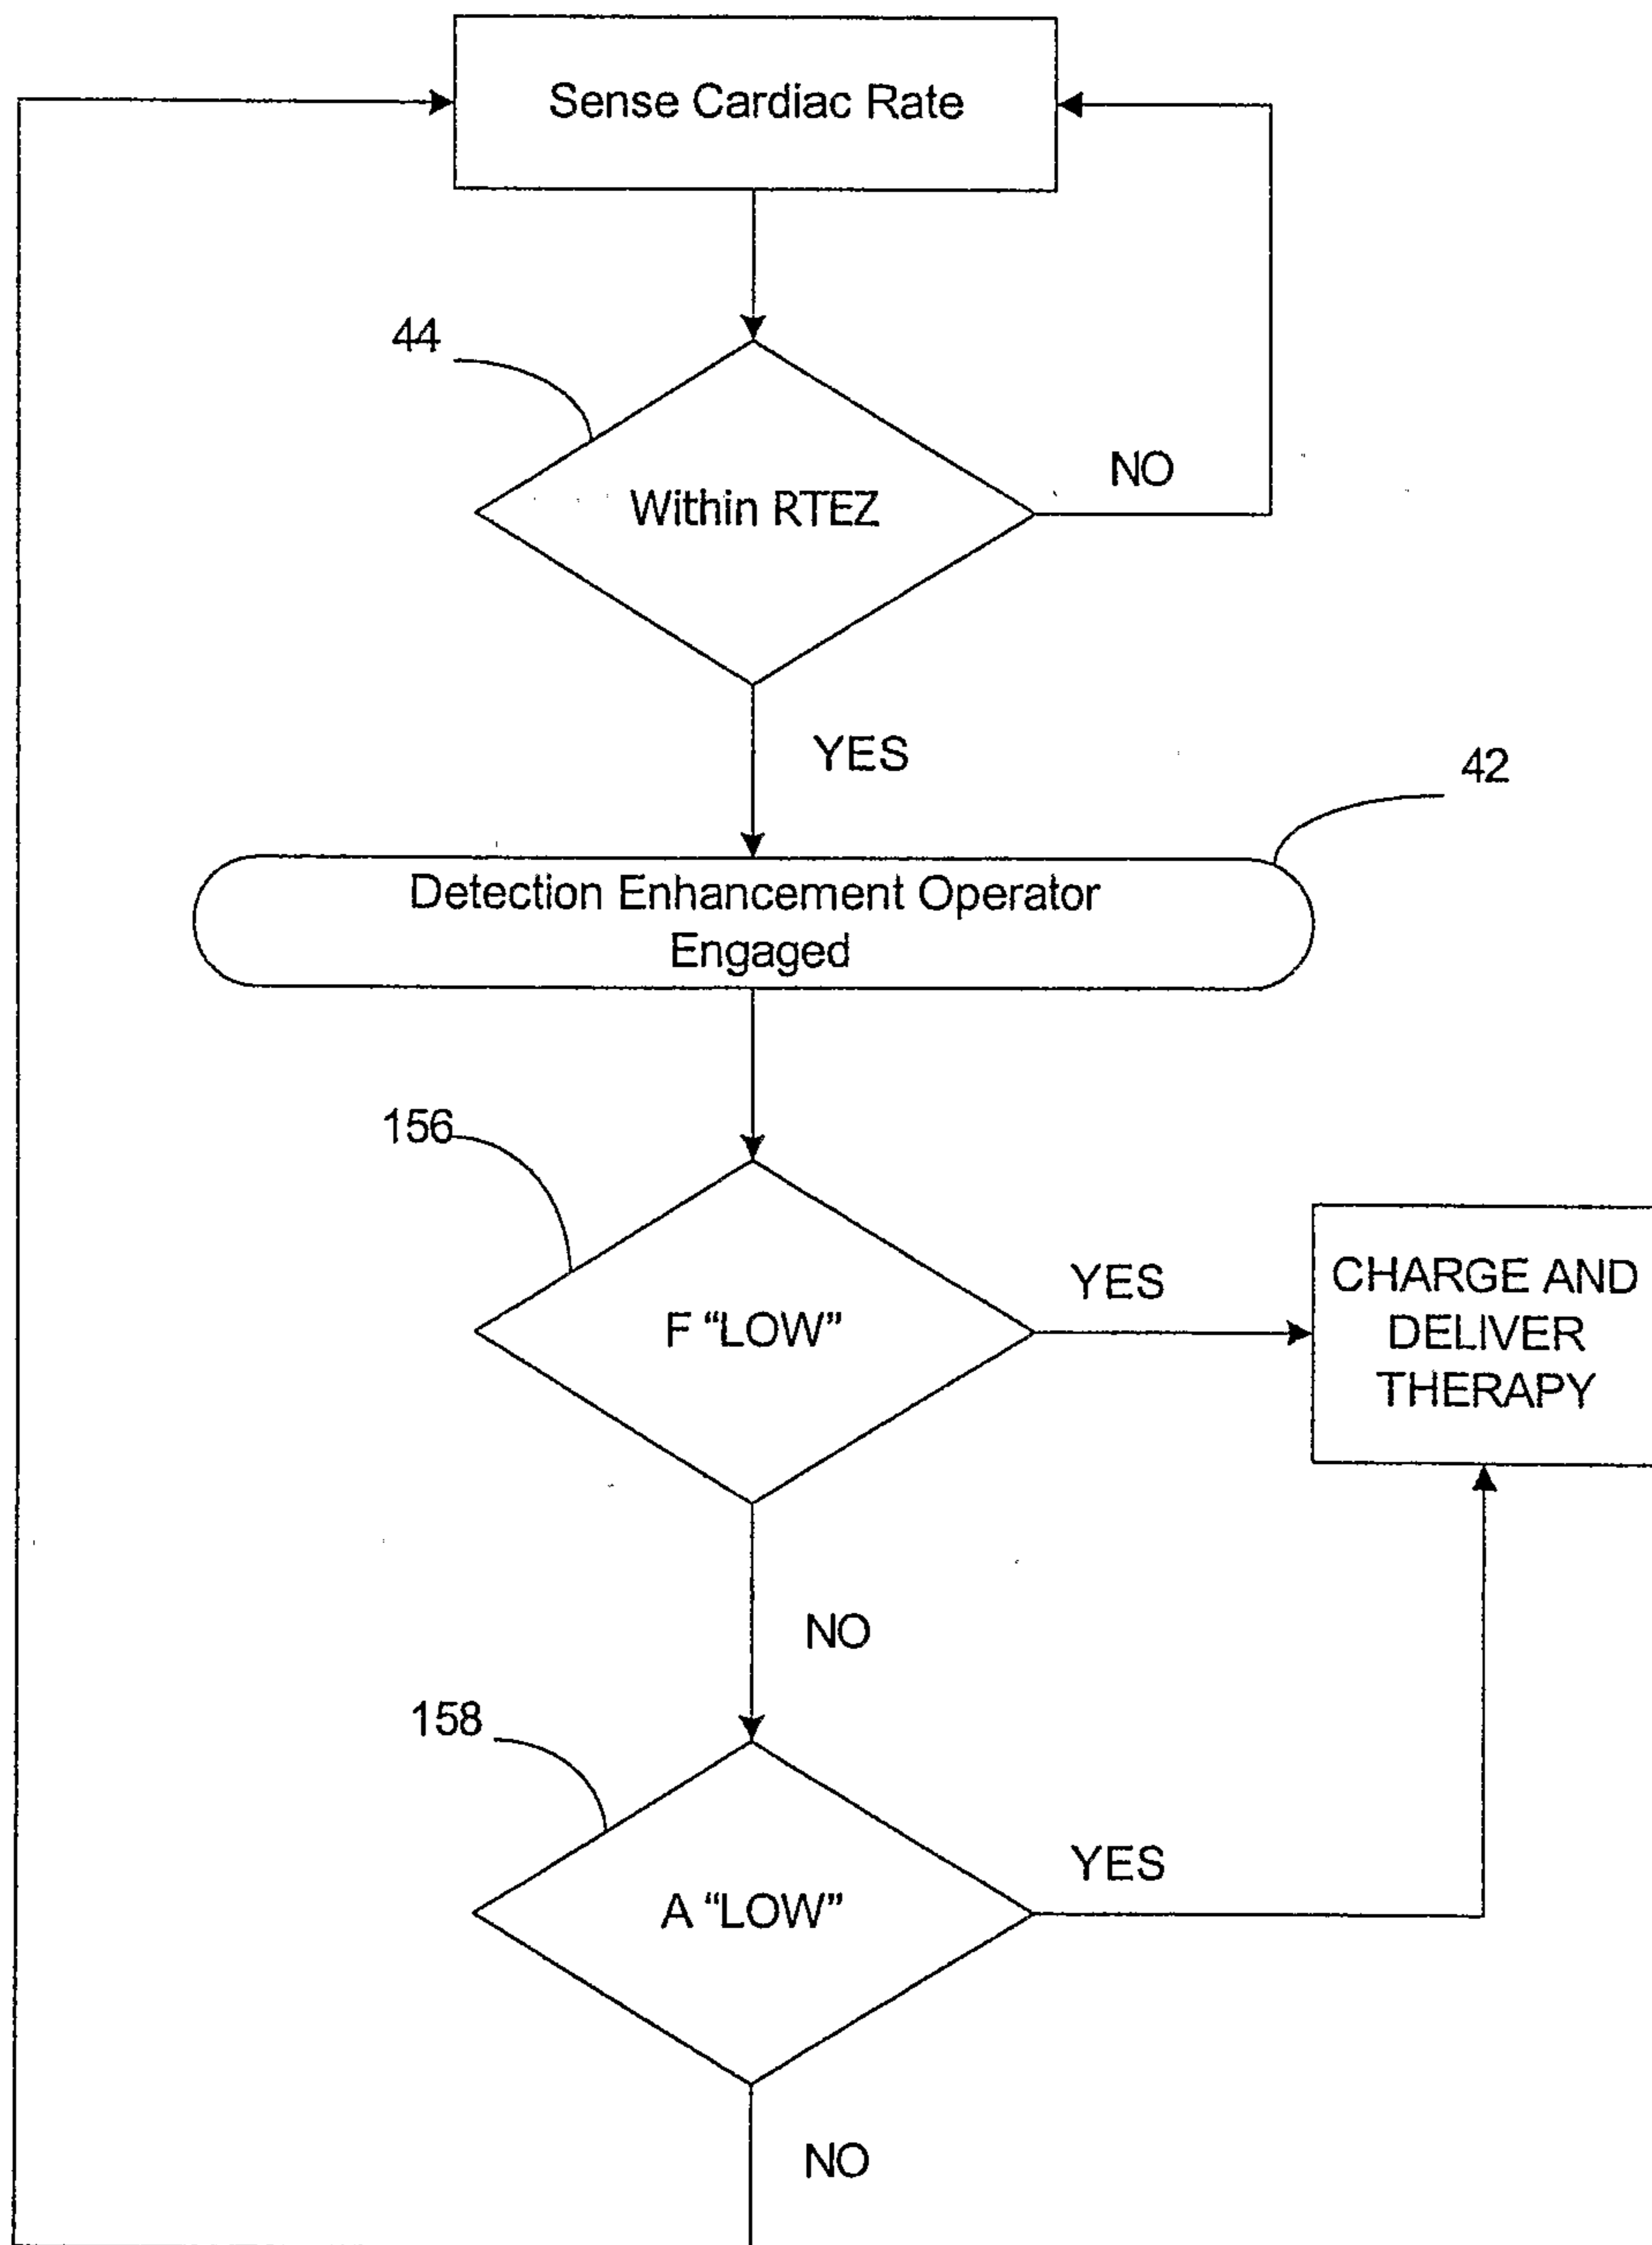 Sense Cardiac Rate
44
Within RTEZ
NO
YES
42
Detection Enhancement Operator
Engaged
156
F “LOW”
YES
CHARGE AND
DELIVER
THERAPY
NO
158
A “LOW”
YES
NO